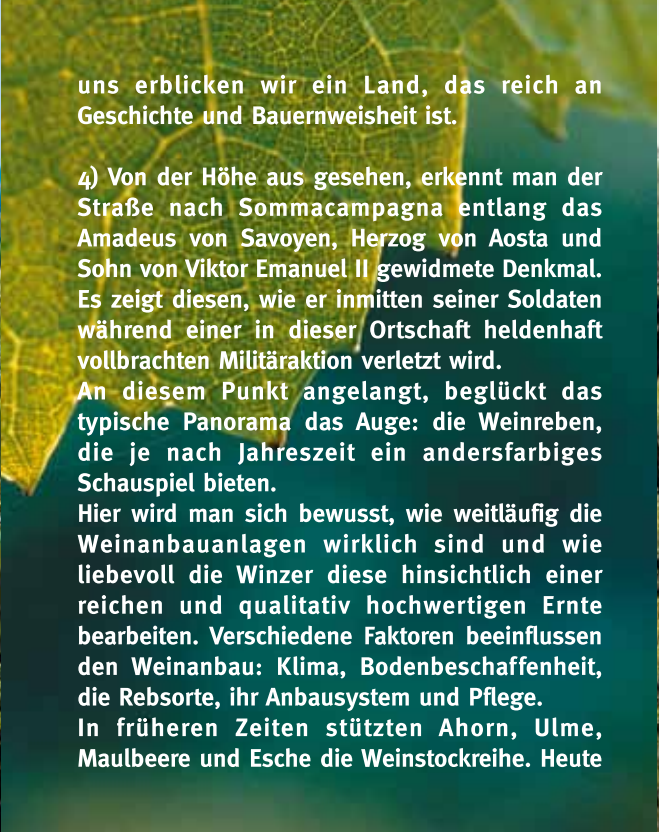 uns erblicken wir ein Land, das reich an
Geschichte und Bauernweisheit ist.
4) Von der Höhe aus gesehen, erkennt man der
Straße nach Sommacampagna entlang das
Amadeus von Savoyen, Herzog von Aosta und
Sohn von Viktor Emanuel II gewidmete Denkmal.
Es zeigt diesen, wie er inmitten seiner Soldaten
während einer in dieser Ortschaft heldenhaft
vollbrachten Militäraktion verletzt wird.
An diesem Punkt angelangt, beglückt das
typische Panorama das Auge: die Weinreben,
die je nach Jahreszeit ein andersfarbiges
Schauspiel bieten.
Hier wird man sich bewusst, wie weitläufig die
Weinanbauanlagen wirklich sind und wie
liebevoll die Winzer diese hinsichtlich einer
reichen und qualitativ hochwertigen Ernte
bearbeiten. Verschiedene Faktoren beeinflussen
den Weinanbau: Klima, Bodenbeschaffenheit,
die Rebsorte, ihr Anbausystem und Pflege.
In früheren Zeiten stützten Ahorn, Ulme,
Maulbeere und Esche die Weinstockreihe. Heute